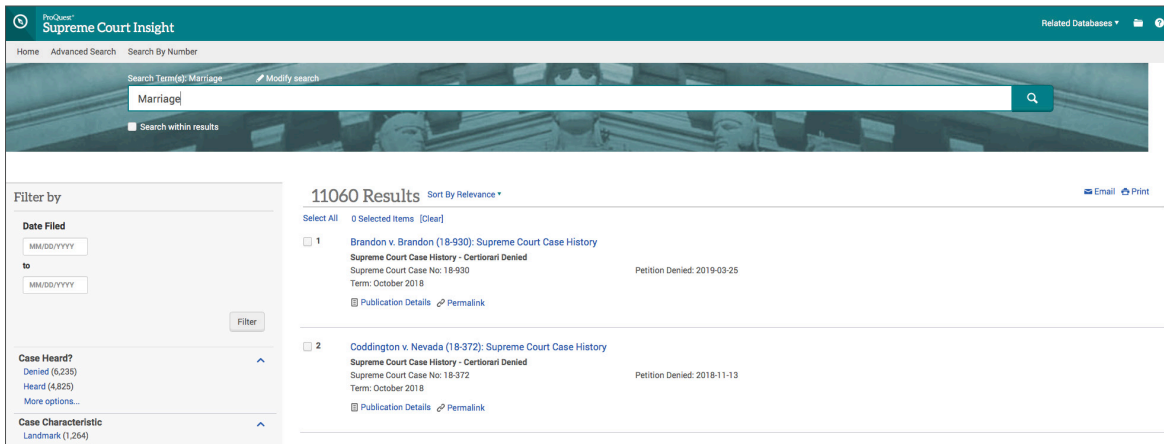 ProQuest®
Supreme Court Insight
Related Databases
Home Advanced Search Search By Number
Search Term(s): Marriage Modify search
Marriage
Search within results
Filter by
Date Filed
MM/DD/YYYY
to
MM/DD/YYYY
Filter
Case Heard?
Denied (6,235)
Heard (4,825)
More options...
Case Characteristic
Landmark (1,264)
11060 Results Sort By Relevance
Email Print
Select All 0 Selected Items [Clear]
1 Brandon v. Brandon (18-930): Supreme Court Case History
Supreme Court Case History - Certiorari Denied
Supreme Court Case No: 18-930 Petition Denied: 2019-03-25
Term: October 2018
Publication Details Permalink
2 Coddington v. Nevada (18-372): Supreme Court Case History
Supreme Court Case History - Certiorari Denied
Supreme Court Case No: 18-372 Petition Denied: 2018-11-13
Term: October 2018
Publication Details Permalink